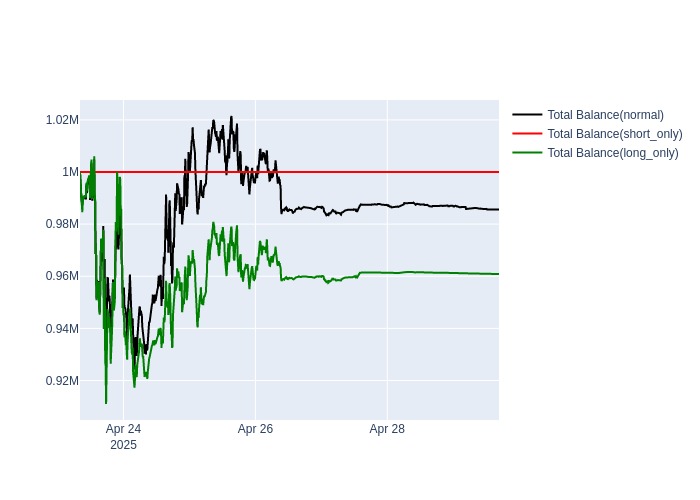 1.02M
1M
0.98M
0.96M
0.94M
0.92M
Apr 24
2025
Apr 26
Apr 28
Total Balance(normal)
Total Balance(short_only)
Total Balance(long_only)